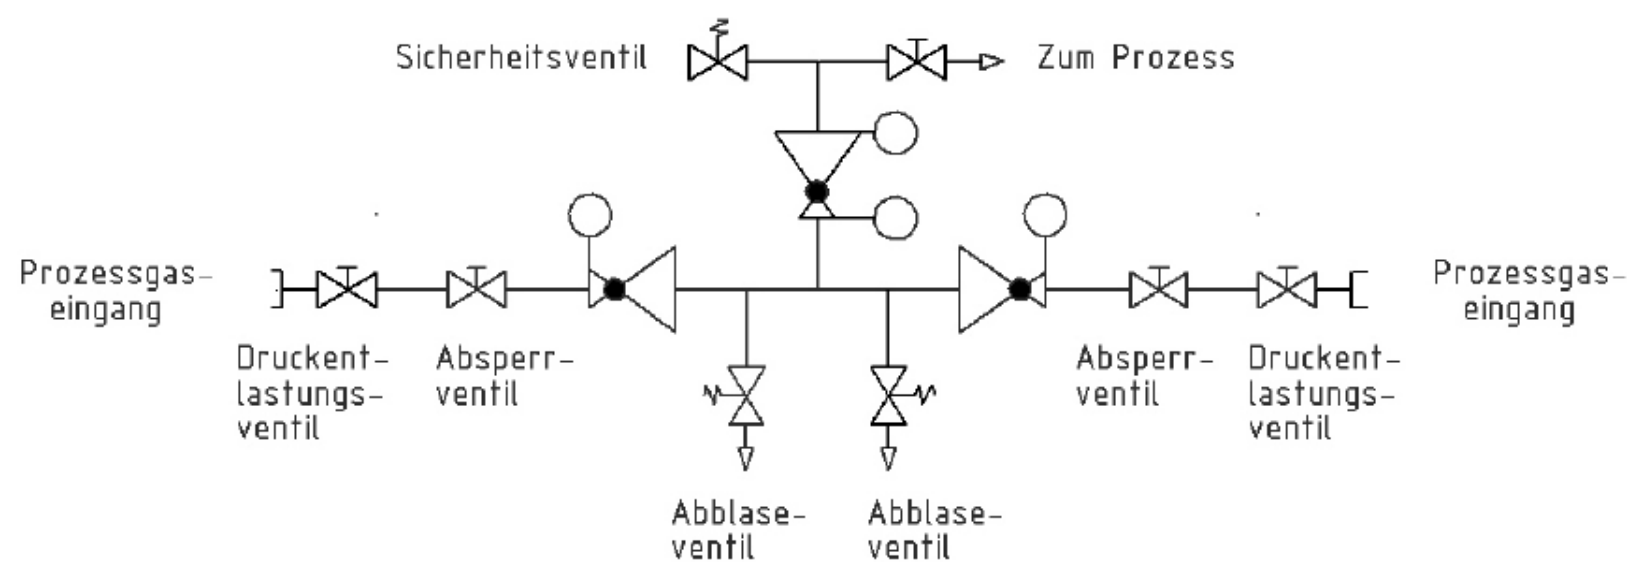 Sicherheitsventil
Zum Prozess
Prozessgas-
eingang
Druckent-
lastungs-
ventil
Absperr-
ventil
Absperr-
ventil
Druckent-
lastungs-
ventil
Prozessgas-
eingang
Abblase-
ventil
Abblase-
ventil